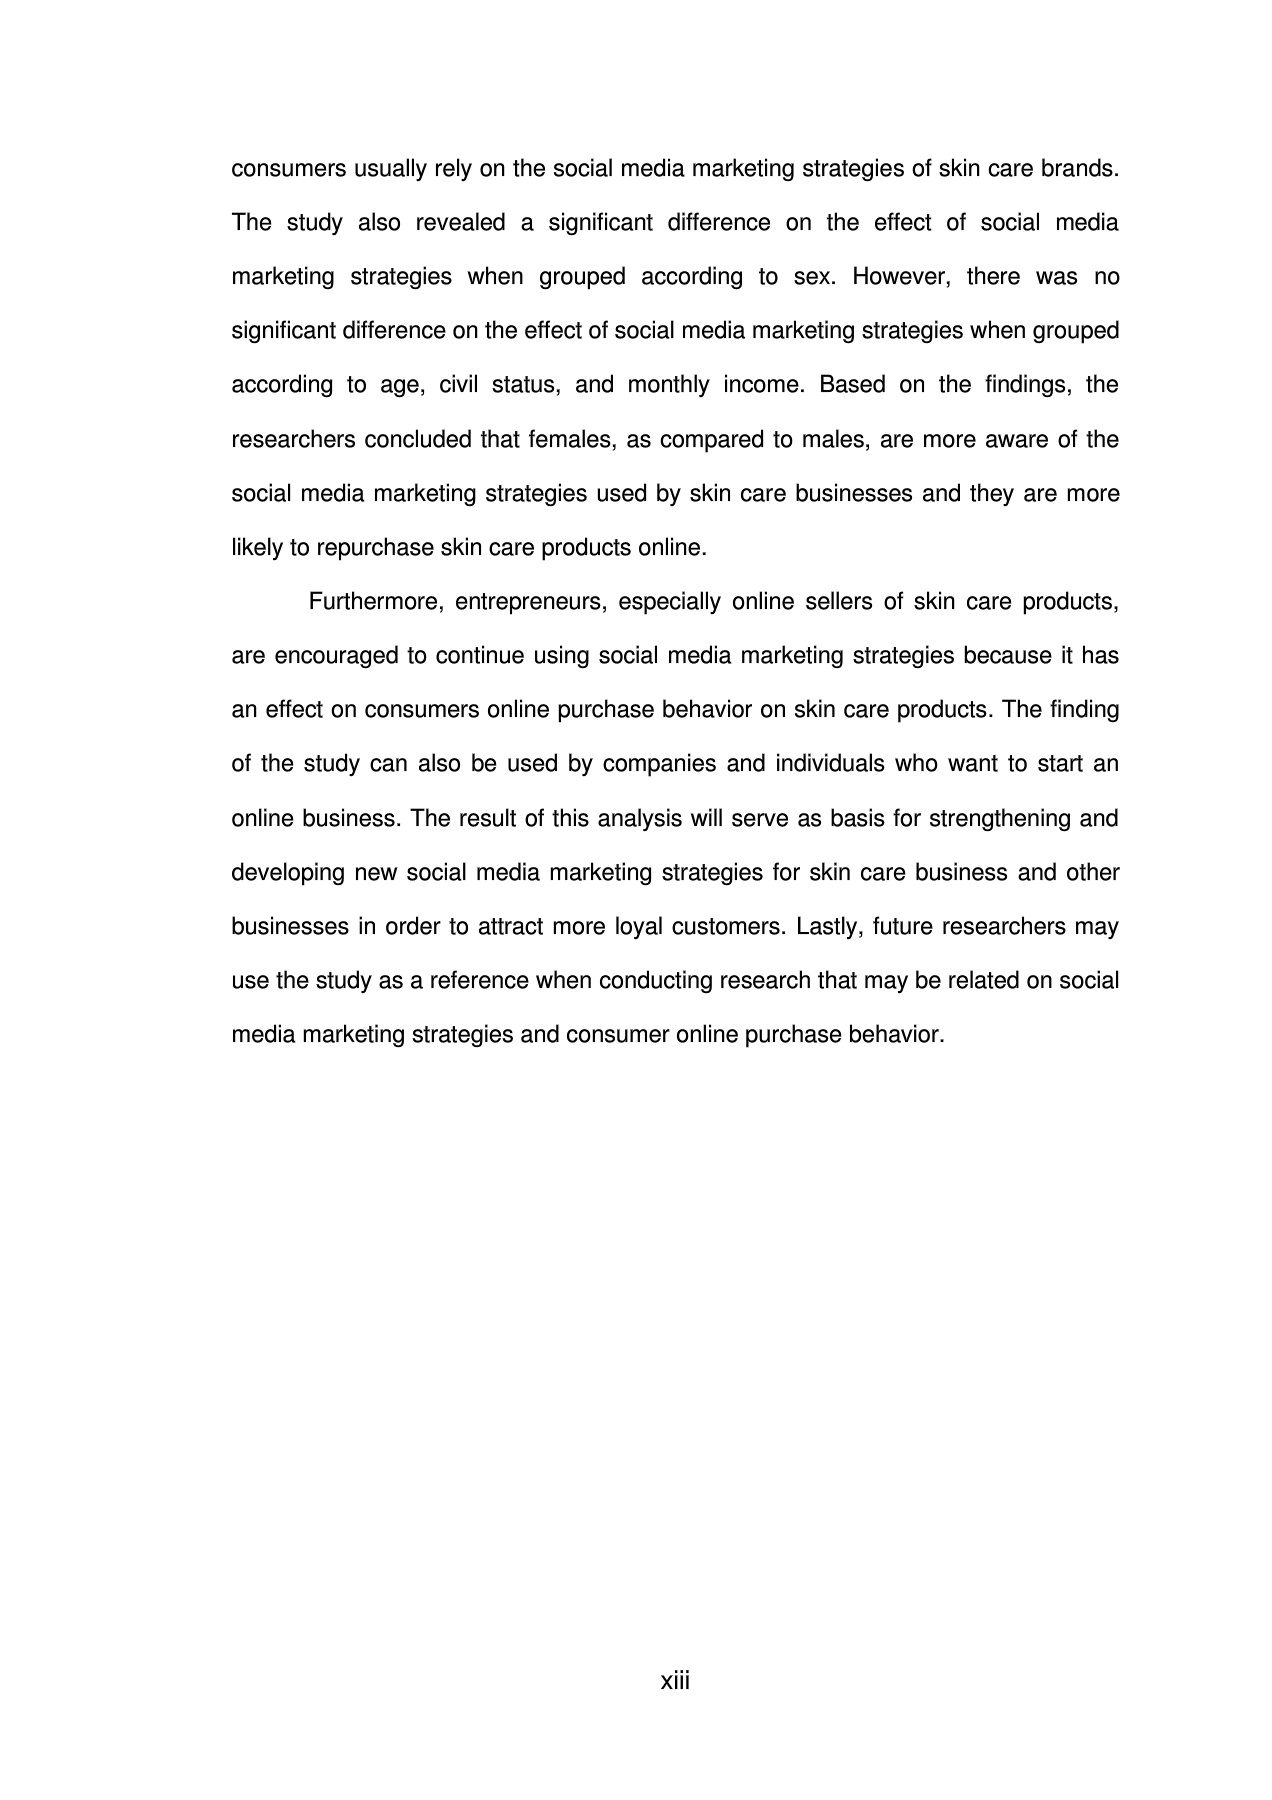 consumers usually rely on the social media marketing strategies of skin care brands.
The study also revealed a significant difference on the effect of social media
marketing strategies when grouped according to sex. However, there was no
significant difference on the effect of social media marketing strategies when grouped
according to age, civil status, and monthly income. Based on the findings, the
researchers concluded that females, as compared to males, are more aware of the
social media marketing strategies used by skin care businesses and they are more
likely to repurchase skin care products online.
Furthermore, entrepreneurs, especially online sellers of skin care products,
are encouraged to continue using social media marketing strategies because it has
an effect on consumers online purchase behavior on skin care products. The finding
of the study can also be used by companies and individuals who want to start an
online business. The result of this analysis will serve as basis for strengthening and
developing new social media marketing strategies for skin care business and other
businesses in order to attract more loyal customers. Lastly, future researchers may
use the study as a reference when conducting research that may be related on social
media marketing strategies and consumer online purchase behavior.
xiii